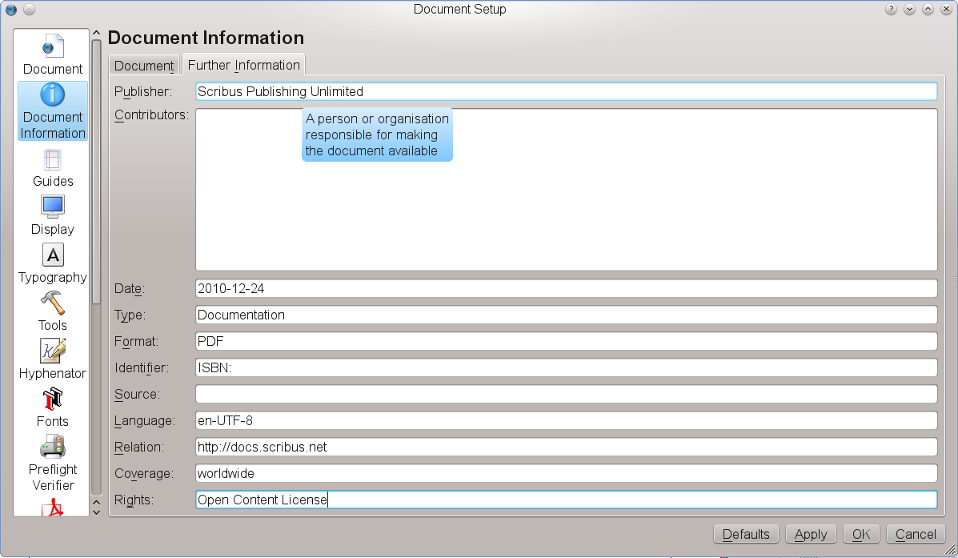 Document Setup
Document
Document
Information
Guides
Display
A
Typography
Tools
Hyphenator
Fonts
Preflight
Verifier
Document Information
Document
Further Information
Publisher: Scribus Publishing Unlimited
Contributors:
A person or organisation
responsible for making
the document available
Date: 2010-12-24
Type: Documentation
Format: PDF
Identifier: ISBN:
Source:
Language: en-UTF-8
Relation: http://docs.scribus.net
Coverage: worldwide
Rights: Open Content License
Defaults
Apply
OK
Cancel